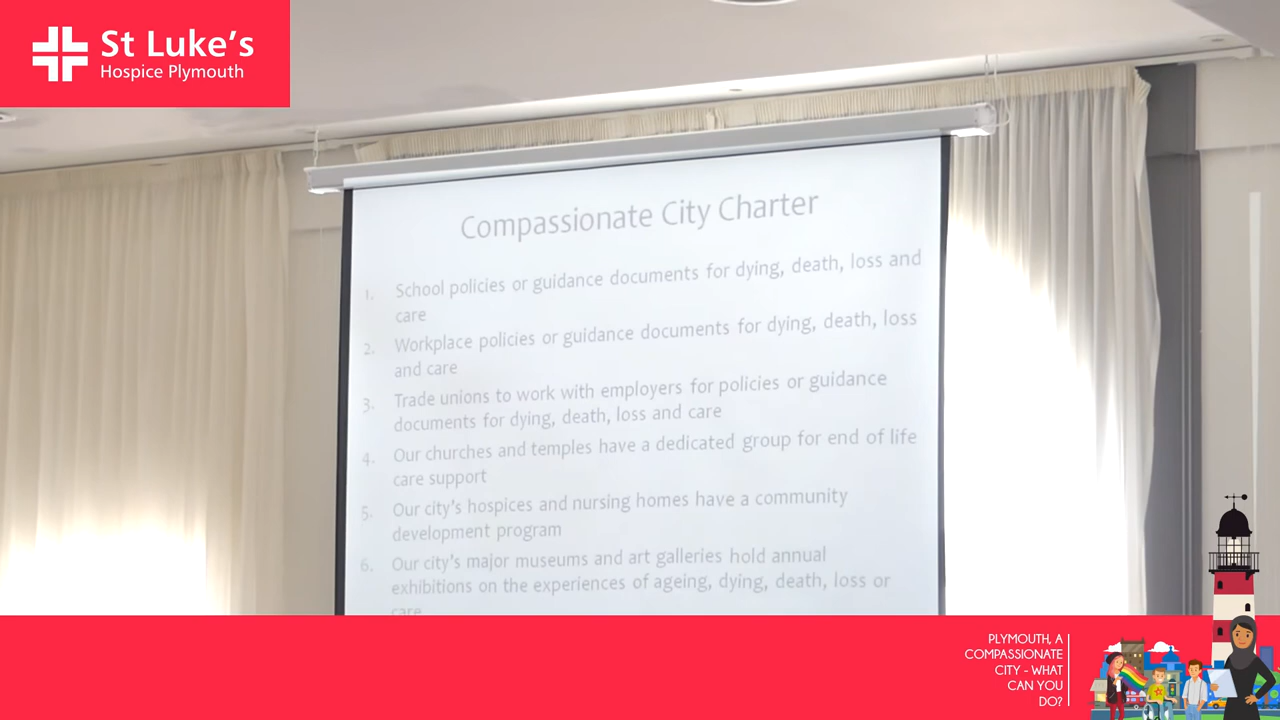 St Luke's
Hospice Plymouth
Compassionate City Charter
1. School policies or guidance documents for dying, death, loss and
care
2. Workplace policies or guidance documents for dying, death, loss
and care
3. Trade unions to work with employers for policies or guidance
documents for dying, death, loss and care
4. Our churches and temples have a dedicated group for end of life
care support
5. Our city's hospices and nursing homes have a community
development program
6. Our city's major museums and art galleries hold annual
exhibitions on the experiences of ageing, dying, death, loss or
care
PLYMOUTH, A
COMPASSIONATE
CITY - WHAT
CAN YOU
DO?